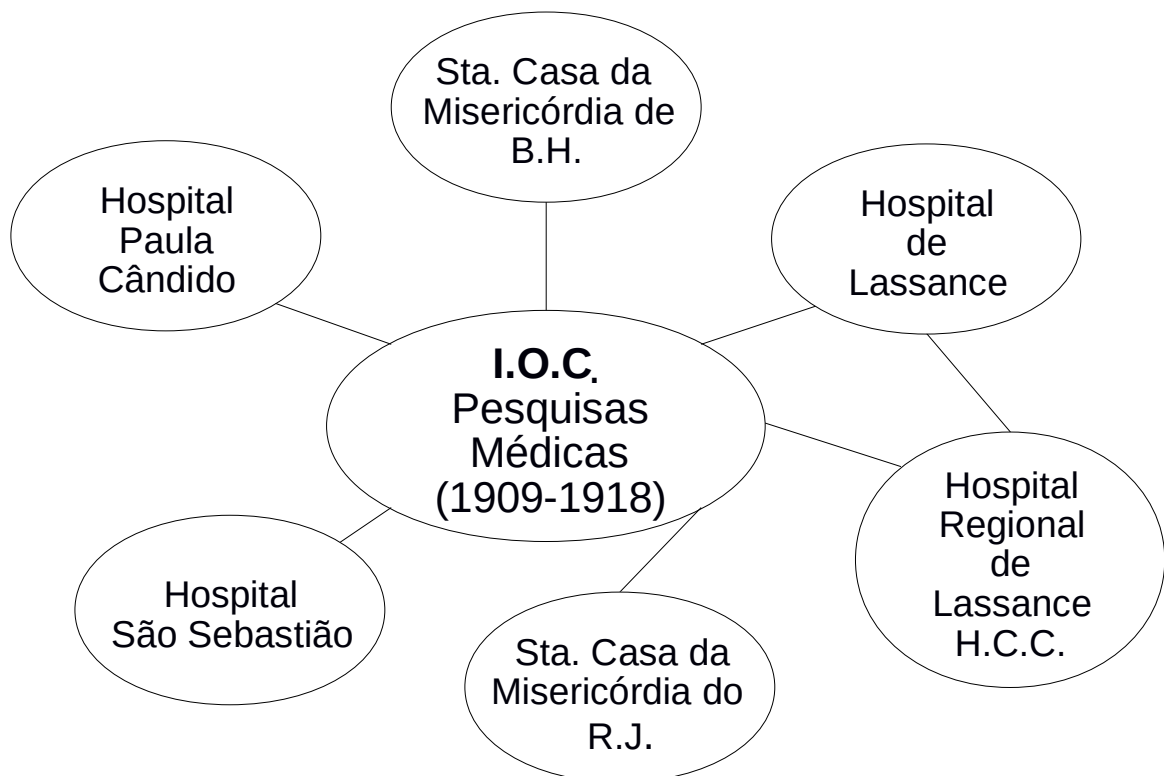 Sta. Casa da
Misericórdia de
B.H.
Hospital
Paula
Cândido
Hospital
de
Lassance
I.O.C.
Pesquisas
Médicas
(1909-1918)
Hospital
Regional
de
Lassance
H.C.C.
Hospital
São Sebastião
Sta. Casa da
Misericórdia do
R.J.